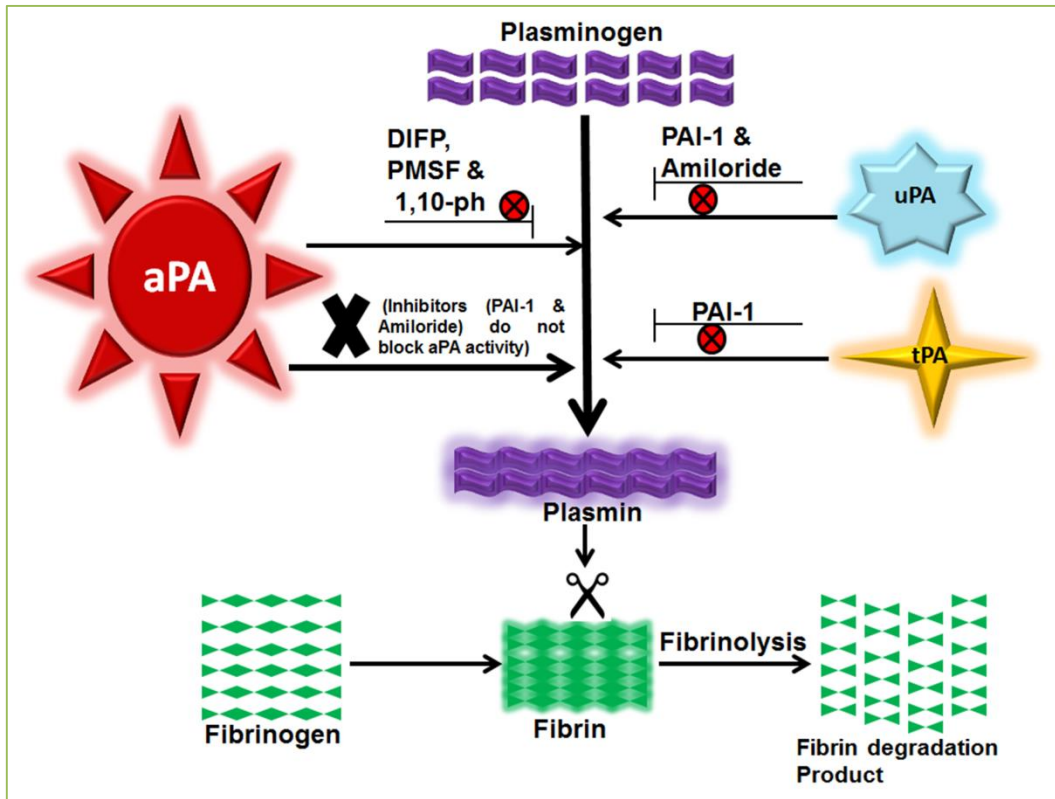 Plasminogen
DIFP,
PMSF &
1,10-ph
PAI-1 &
Amiloride
uPA
aPA
(Inhibitors (PAI-1 &
Amiloride) do not
block aPA activity)
PAI-1
tPA
Plasmin
Fibrinolysis
Fibrinogen
Fibrin
Fibrin degradation
Product